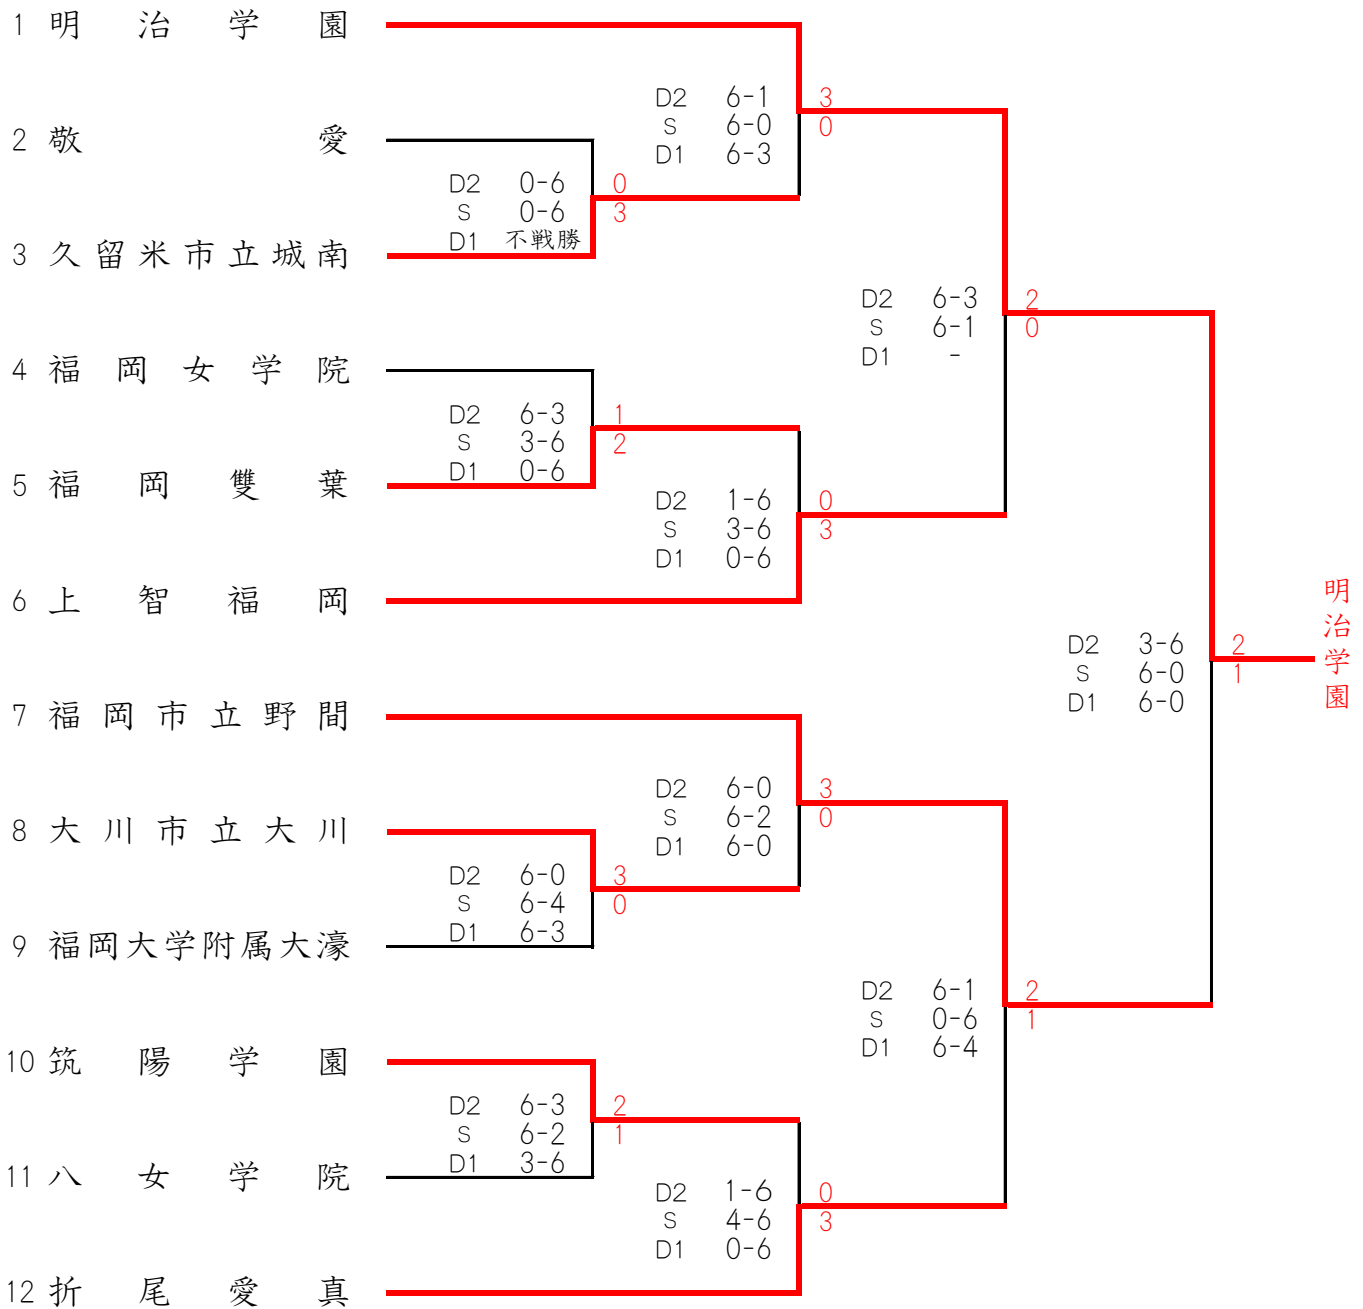 1 明治学園
D2 6-1 3
S 6-0 0
D1 6-3
2 敬愛
D2 0-6 0
S 0-6 3
D1 不戦勝
3 久留米市立城南
D2 6-3 2
S 6-1 0
D1 -
4 福岡女学院
D2 6-3 1
S 3-6 2
D1 0-6
5 福岡雙葉
D2 1-6 0
S 3-6 3
D1 0-6
6 上智福岡
明治学園
D2 3-6 2
S 6-0 1
D1 6-0
7 福岡市立野間
D2 6-0 3
S 6-2 0
D1 6-0
8 大川市立大川
D2 6-0 3
S 6-4 0
D1 6-3
9 福岡大学附属大濠
D2 6-1 2
S 0-6 1
D1 6-4
10 筑陽学園
D2 6-3 2
S 6-2 1
D1 3-6
11 八女学院
D2 1-6 0
S 4-6 3
D1 0-6
12 折尾愛真